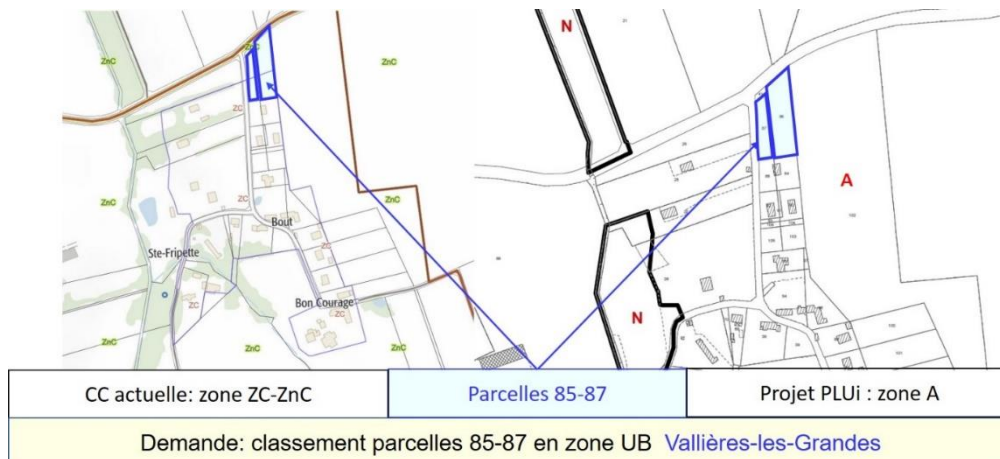 ZnC
ZnC
ZnC
ZnC
ZC
ZC
ZnC
ZC
Bout
Ste-Fripette
ZC
ZC
Bon Courage
ZC
ZnC
ZnC
ZnC
N
A
N
CC actuelle: zone ZC-ZnC
Parcelles 85-87
Projet PLUi : zone A
Demande: classement parcelles 85-87 en zone UB Vallières-les-Grandes